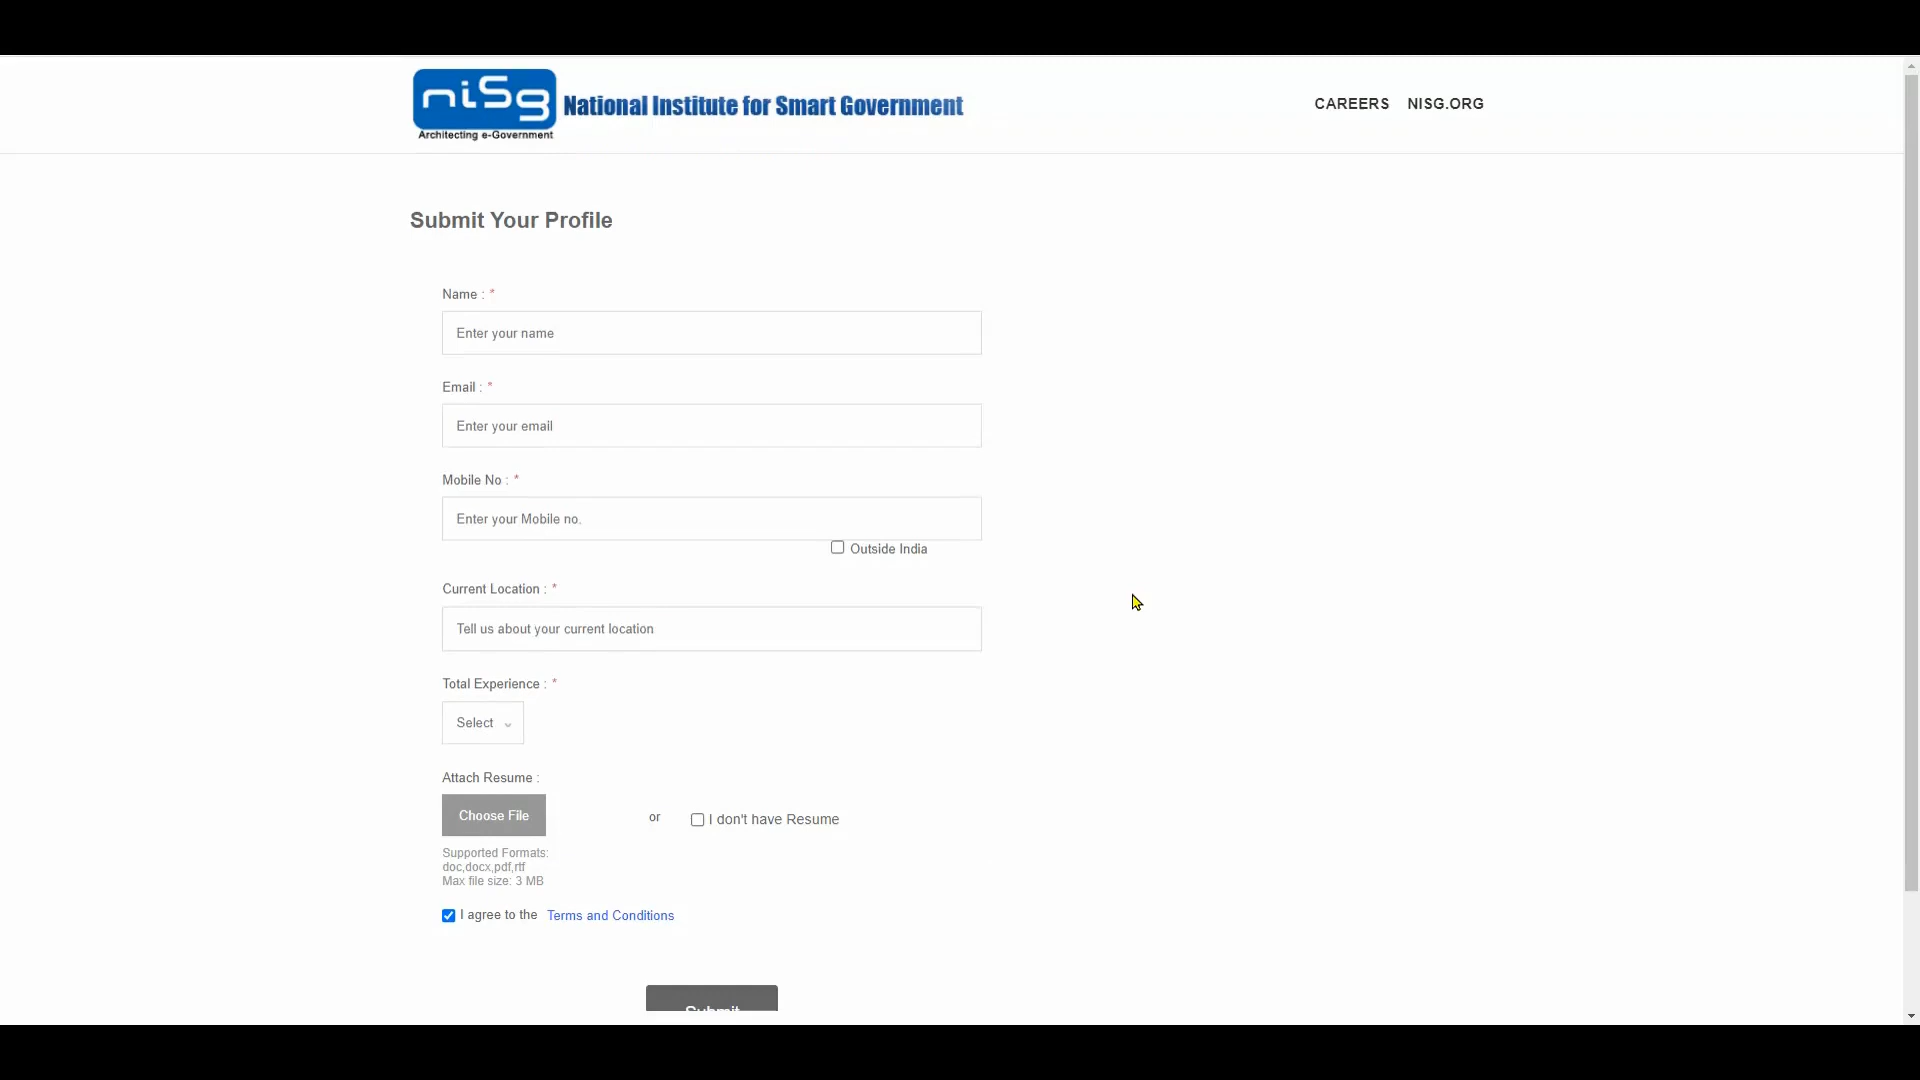 nisg
Architecting e-Government
National Institute for Smart Government
CAREERS NISG.ORG
Submit Your Profile
Name : *
Enter your name
Email : *
Enter your email
Mobile No : *
Enter your Mobile no.
Outside India
Current Location : *
Tell us about your current location
Total Experience : *
Select
Attach Resume :
Choose File or I don't have Resume
Supported Formats:
doc,docx,pdf,rtf
Max file size: 3 MB
I agree to the Terms and Conditions
Submit